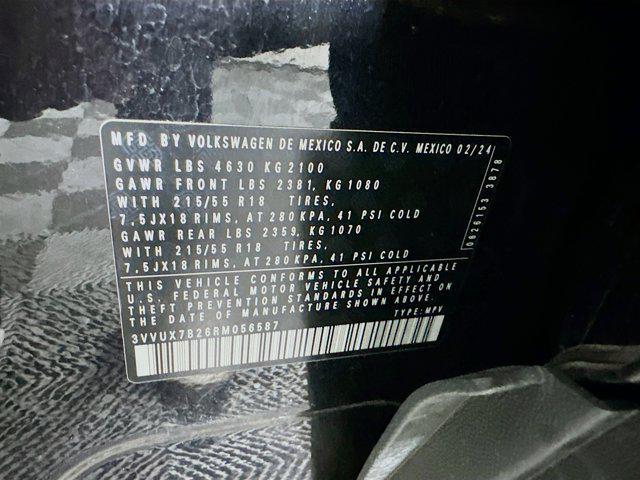 MFD BY VOLKSWAGEN DE MEXICO S.A. DE C.V. MEXICO 02/24
GVWR LBS 4630 KG 2100
GAWR FRONT LBS 2381, KG 1080
WITH 215/55 R18 TIRES,
7,5JX18 RIMS, AT 280 KPA, 41 PSI COLD
GAWR REAR LBS 2359, KG 1070
WITH 215/55 R18 TIRES,
7,5JX18 RIMS, AT 280 KPA, 41 PSI COLD
THIS VEHICLE CONFORMS TO ALL APPLICABLE
U.S. FEDERAL MOTOR VEHICLE SAFETY AND
THEFT PREVENTION STANDARDS IN EFFECT ON
THE DATE OF MANUFACTURE SHOWN ABOVE.
TYPE: MPV
3VVUX7B26RM056587
0626153 3878